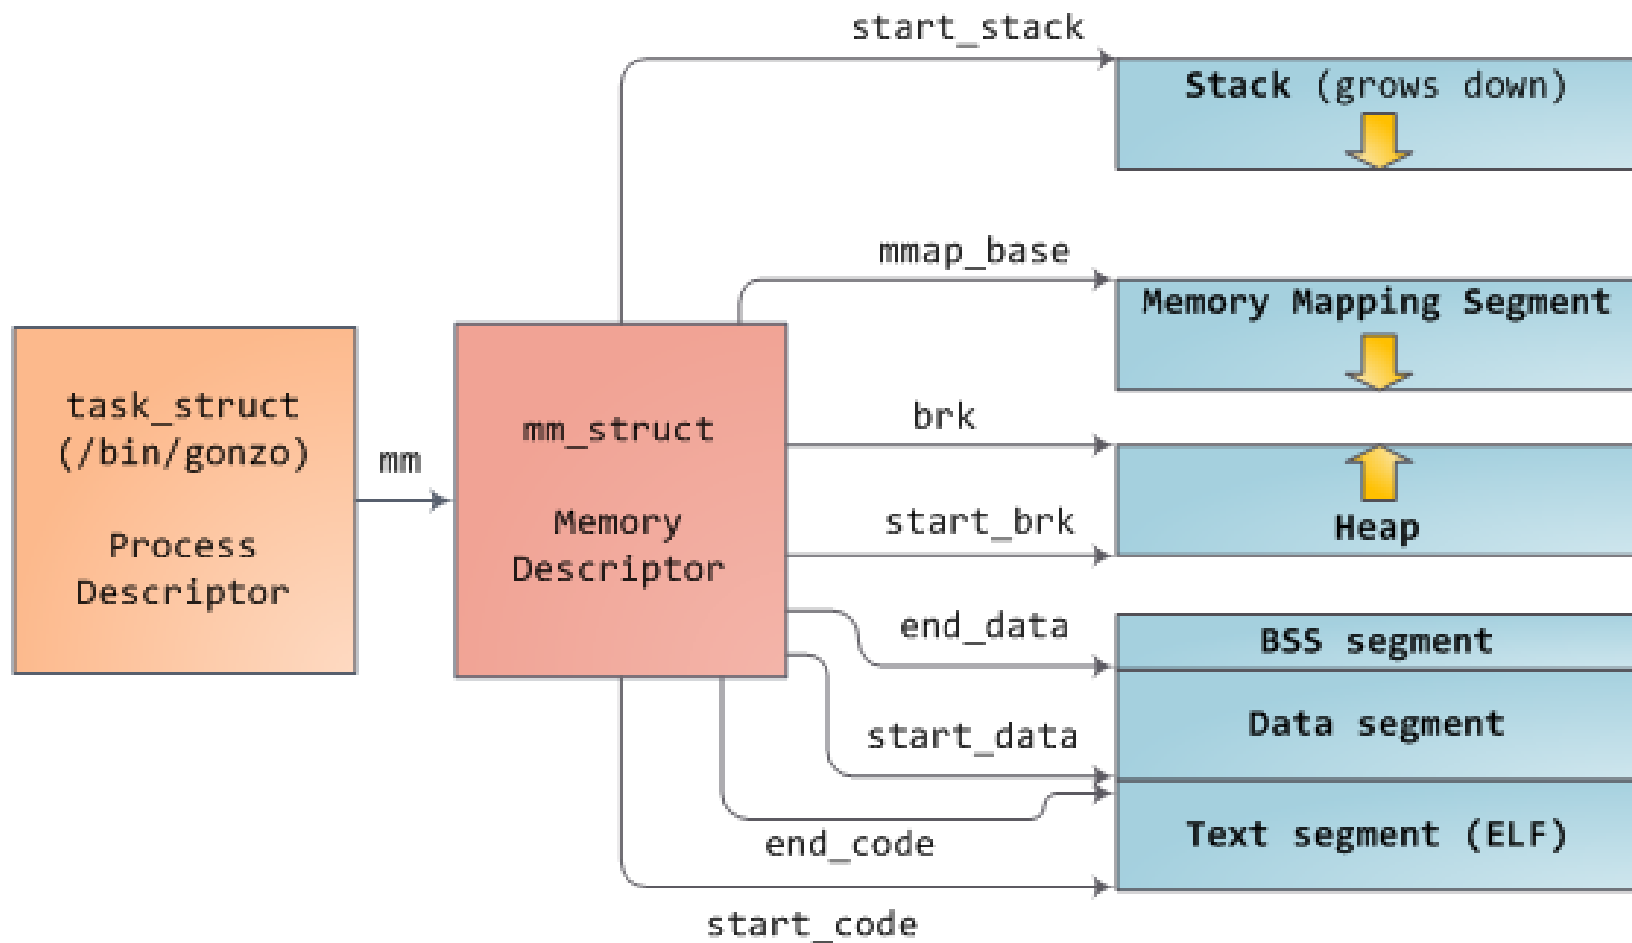 start_stack
Stack (grows down)
mmap_base
Memory Mapping Segment
task_struct
(/bin/gonzo)
Process
Descriptor
mm
mm_struct
Memory
Descriptor
brk
start_brk
Heap
end_data
BSS segment
start_data
Data segment
end_code
Text segment (ELF)
start_code